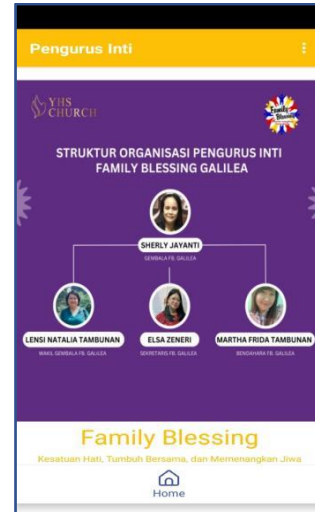 Pengurus Inti
YHS
CHURCH
Family
Blessing
STRUKTUR ORGANISASI PENGURUS INTI
FAMILY BLESSING GALILEA
SHERLY JAYANTI
GEMBALA FB. GALILEA
LENSI NATALIA TAMBUNAN
ELSA ZENERI
MARTHA FRIDA TAMBUNAN
WAKIL GEMBALA FB. GALILEA
SEKRETARIS FB. GALILEA
BENDAHARA FB. GALILEA
Family Blessing
Kesatuan Hati, Tumbuh Bersama, dan Memenangkan Jiwa
Home